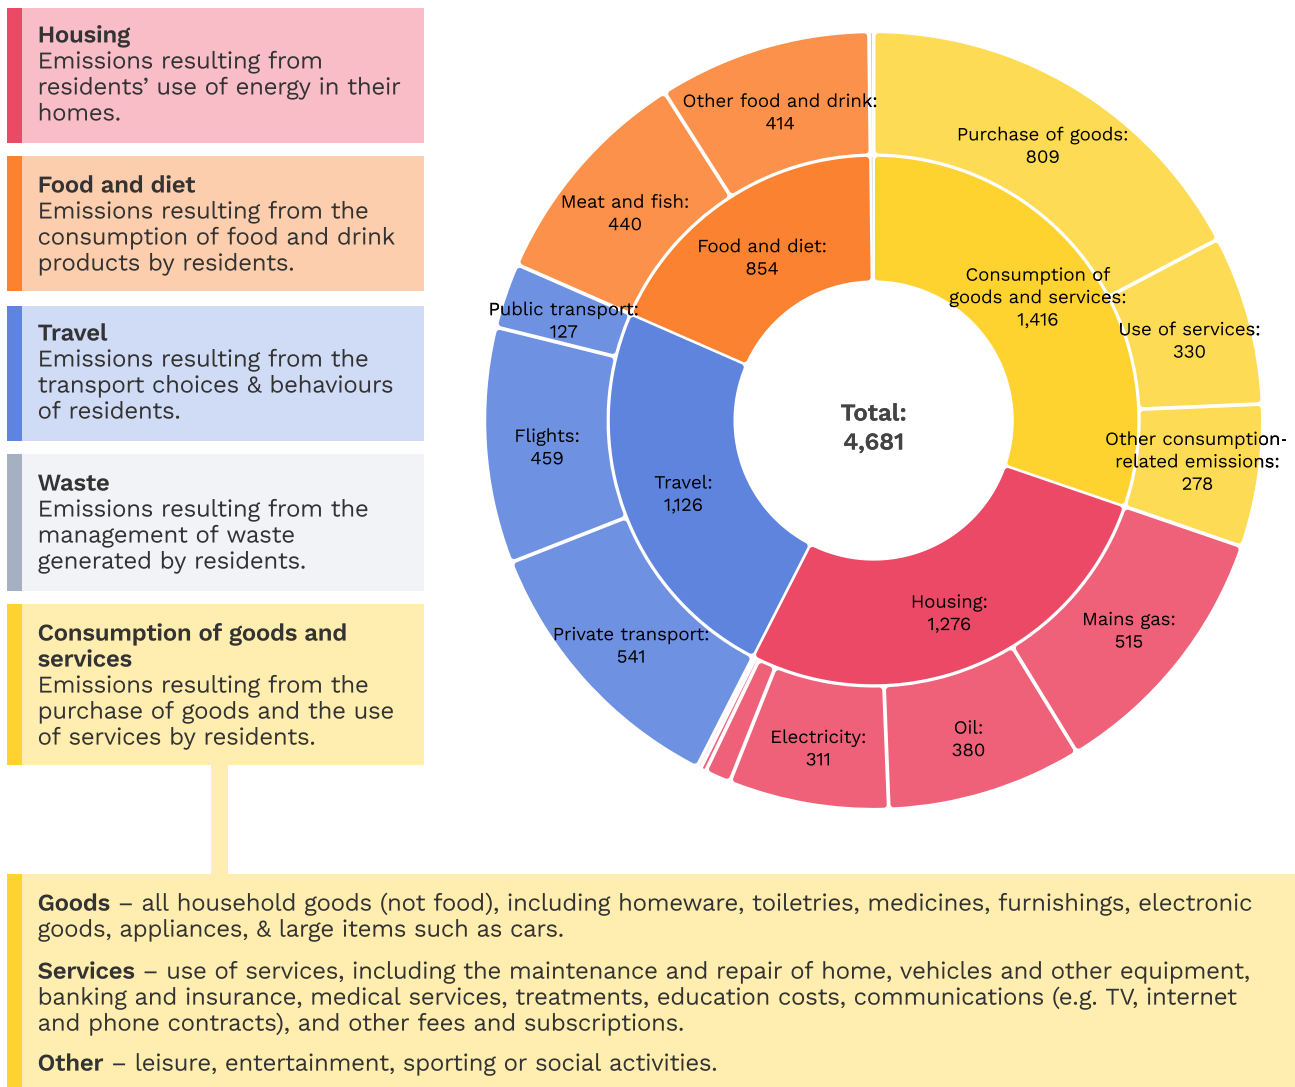 Housing
Emissions resulting from
residents’ use of energy in their
homes.
Food and diet
Emissions resulting from the
consumption of food and drink
products by residents.
Travel
Emissions resulting from the
transport choices & behaviours
of residents.
Waste
Emissions resulting from the
management of waste
generated by residents.
Consumption of goods and
services
Emissions resulting from the
purchase of goods and the use
of services by residents.
Other food and drink:
414
Purchase of goods:
809
Meat and fish:
440
Food and diet:
854
Consumption of
goods and services:
1,416
Public transport:
127
Use of services:
330
Total:
4,681
Flights:
459
Other consumption-
related emissions:
278
Travel:
1,126
Housing:
1,276
Mains gas:
515
Private transport:
541
Electricity:
311
Oil:
380
Goods – all household goods (not food), including homeware, toiletries, medicines, furnishings, electronic
goods, appliances, & large items such as cars.
Services – use of services, including the maintenance and repair of home, vehicles and other equipment,
banking and insurance, medical services, treatments, education costs, communications (e.g. TV, internet
and phone contracts), and other fees and subscriptions.
Other – leisure, entertainment, sporting or social activities.